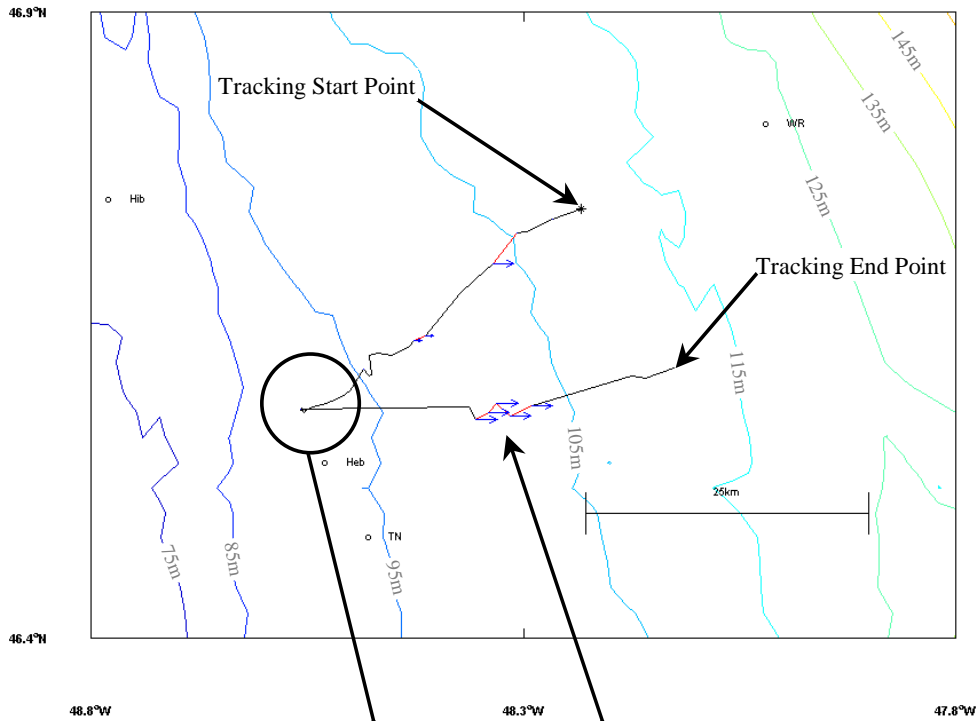 46.9°N
145m
Tracking Start Point
135m
WR
125m
Hib
Tracking End Point
115m
105m
Heb
25km
TN
75m
85m
95m
46.4°N
48.8°W
48.3°W
47.8°W